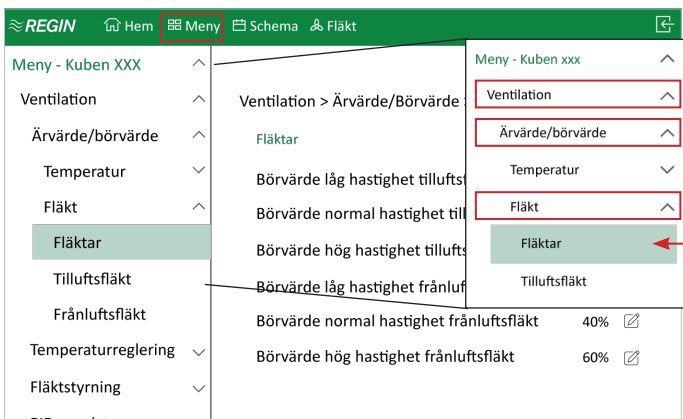 REGIN Hem Meny Schema Fläkt
Meny - Kuben XXX
Ventilation
Ärvärde/börvärde
Temperatur
Fläkt
Fläktar
Tilluftsfläkt
Frånluftsfläkt
Temperaturreglering
Fläktstyrning
Ventilation > Ärvärde/Börvärde
Fläktar
Börvärde låg hastighet tilluftsf
Börvärde normal hastighet till
Börvärde hög hastighet tillufts
Börvärde låg hastighet frånluf
Börvärde normal hastighet frånluftsfläkt 40%
Börvärde hög hastighet frånluftsfläkt 60%
Meny - Kuben xxx
Ventilation
Ärvärde/börvärde
Temperatur
Fläkt
Fläktar
Tilluftsfläkt